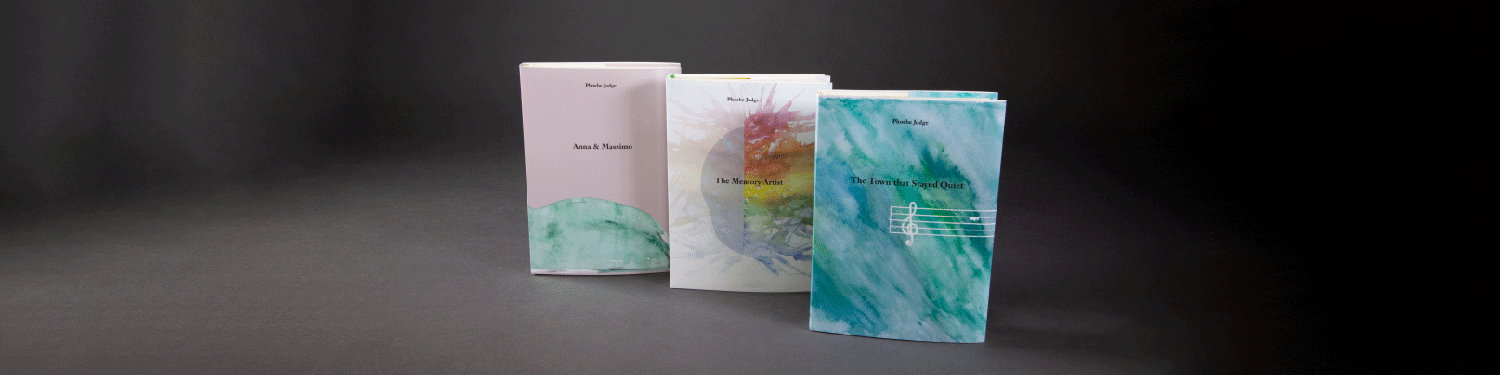 Phoebe Judge
Anna & Massimo
Phoebe Judge
The Memory Artist
Phoebe Judge
The Town that Stayed Quiet